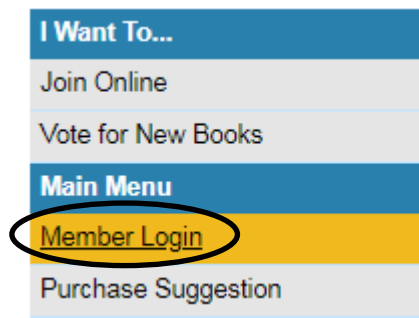 I Want To...
Join Online
Vote for New Books
Main Menu
Member Login
Purchase Suggestion